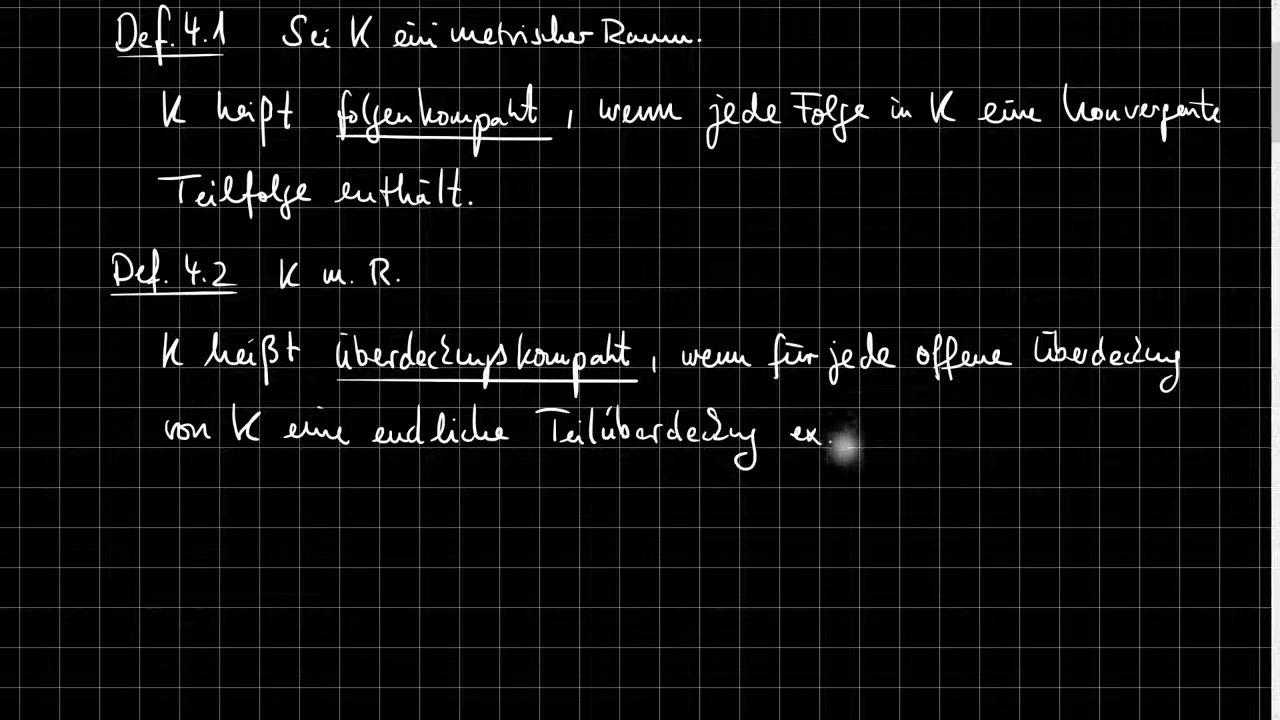 Def. 4.1 Sei K ein metrischer Raum.
K heißt folgenkompakt, wenn jede Folge in K eine konvergente
Teilfolge enthält.
Def. 4.2 K m. R.
K heißt überdeckungskompakt, wenn für jede offene Überdeckung
von K eine endliche Teilüberdeckung ex.